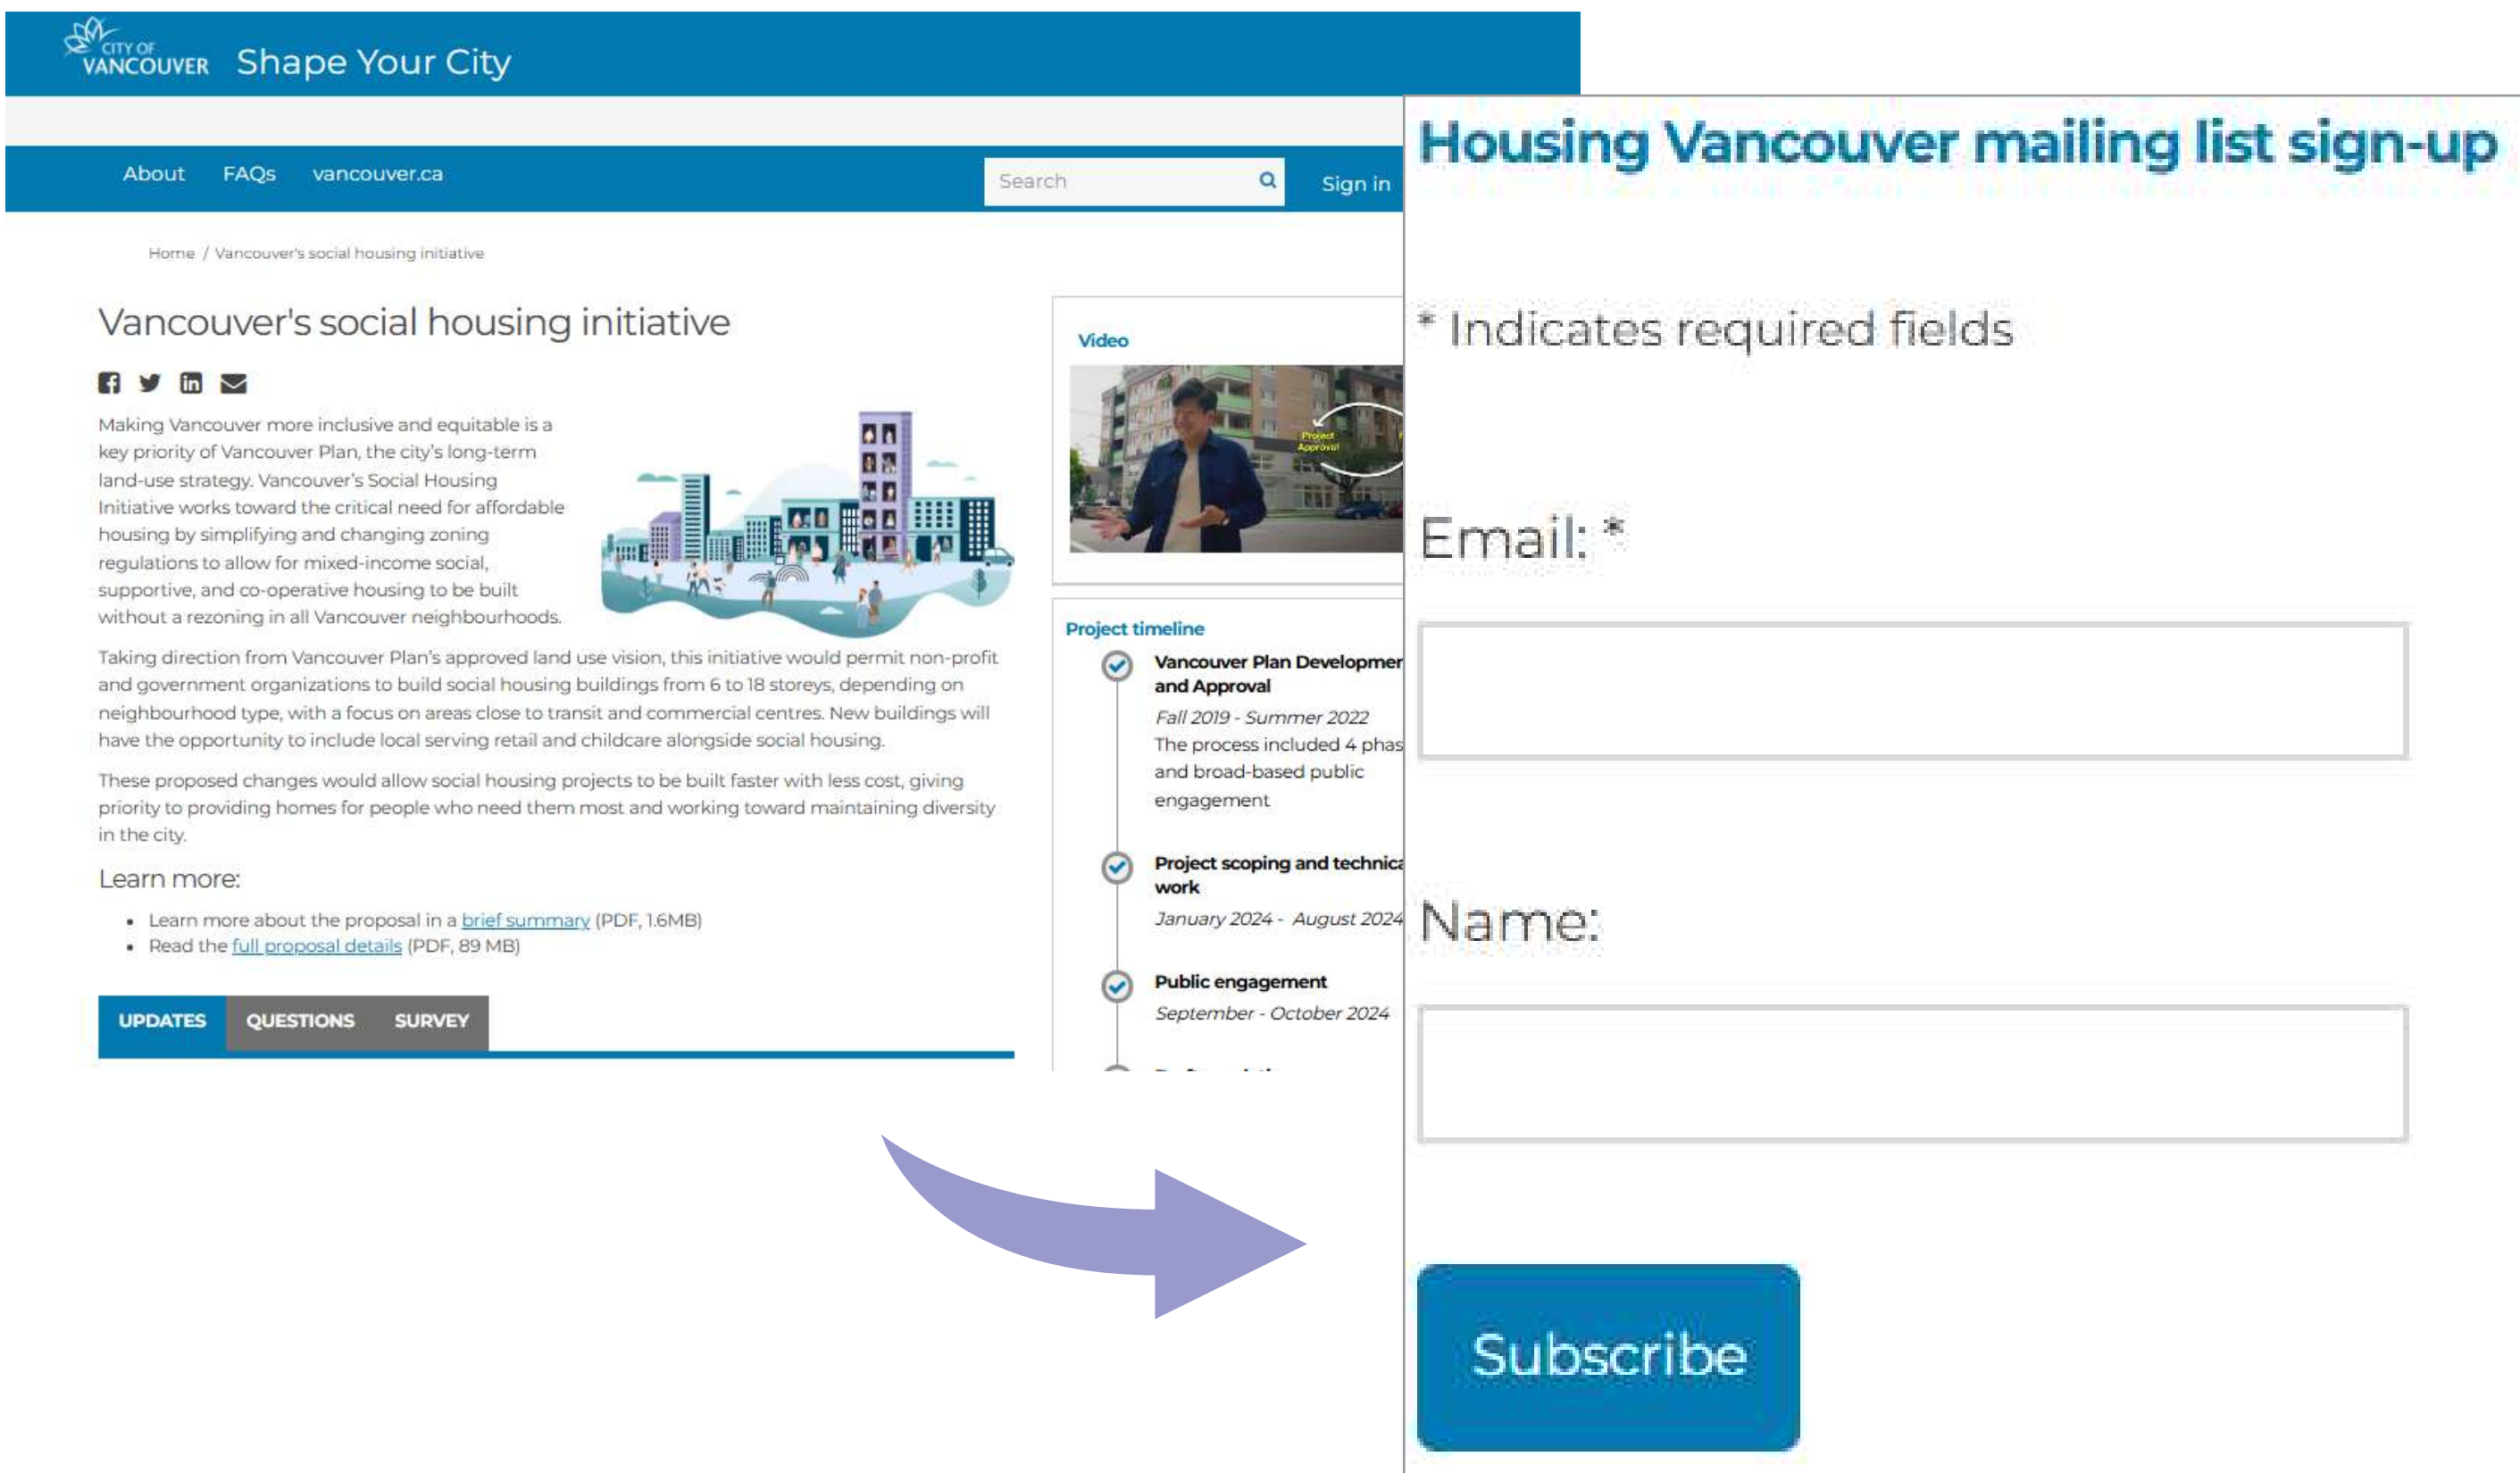 CITY OF
VANCOUVER
Shape Your City
About FAQs vancouver.ca
Search
Sign in
Home / Vancouver's social housing initiative
Vancouver's social housing initiative
Making Vancouver more inclusive and equitable is a
key priority of Vancouver Plan, the city's long-term
land-use strategy. Vancouver's Social Housing
Initiative works toward the critical need for affordable
housing by simplifying and changing zoning
regulations to allow for mixed-income social,
supportive, and co-operative housing to be built
without a rezoning in all Vancouver neighbourhoods.
Taking direction from Vancouver Plan's approved land use vision, this initiative would permit non-profit
and government organizations to build social housing buildings from 6 to 18 storeys, depending on
neighbourhood type, with a focus on areas close to transit and commercial centres. New buildings will
have the opportunity to include local serving retail and childcare alongside social housing.
These proposed changes would allow social housing projects to be built faster with less cost, giving
priority to providing homes for people who need them most and working toward maintaining diversity
in the city.
Learn more:
• Learn more about the proposal in a brief summary (PDF, 1.6MB)
• Read the full proposal details (PDF, 89 MB)
UPDATES QUESTIONS SURVEY
Video
Project
Approval
Project timeline
Vancouver Plan Developmen
and Approval
Fall 2019 - Summer 2022
The process included 4 phas
and broad-based public
engagement
Project scoping and technica
work
January 2024 - August 2024
Public engagement
September - October 2024
Housing Vancouver mailing list sign-up
* Indicates required fields
Email: *
Name:
Subscribe